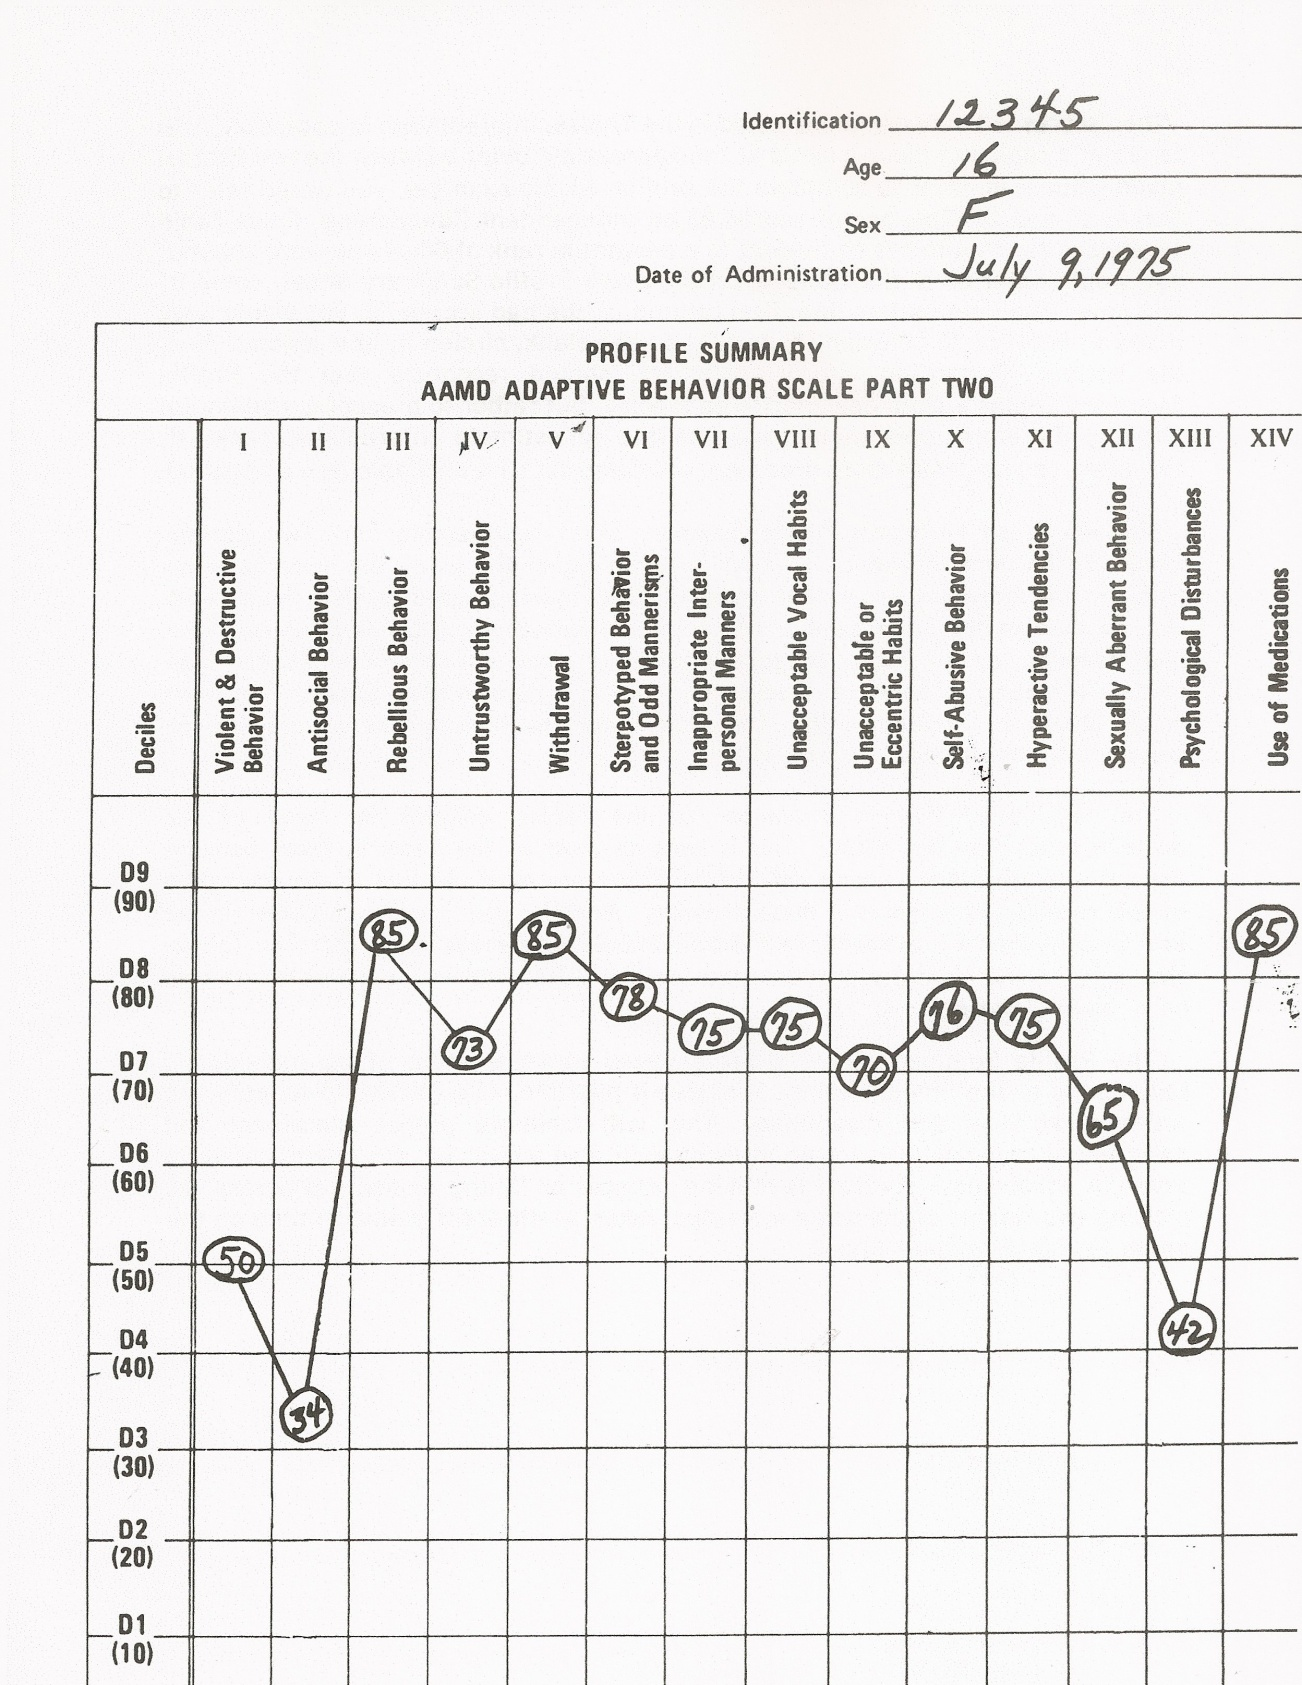 Identification 12345
Age 16
Sex F
Date of Administration July 9, 1975
PROFILE SUMMARY
AAMD ADAPTIVE BEHAVIOR SCALE PART TWO
I II III IV V VI VII VIII IX X XI XII XIII XIV
Deciles
Violent & Destructive
Behavior
Antisocial Behavior
Rebellious Behavior
Untrustworthy Behavior
Withdrawal
Stereotyped Behavior
and Odd Mannerisms
Inappropriate Inter-
personal Manners
Unacceptable Vocal Habits
Unacceptable or
Eccentric Habits
Self-Abusive Behavior
Hyperactive Tendencies
Sexually Aberrant Behavior
Psychological Disturbances
Use of Medications
D9
(90)
85 85 85
D8
(80)
78
73 75 75 76 75
D7
70
(70)
65
D6
(60)
D5
50
(50)
D4
42
(40)
34
D3
(30)
D2
(20)
D1
(10)